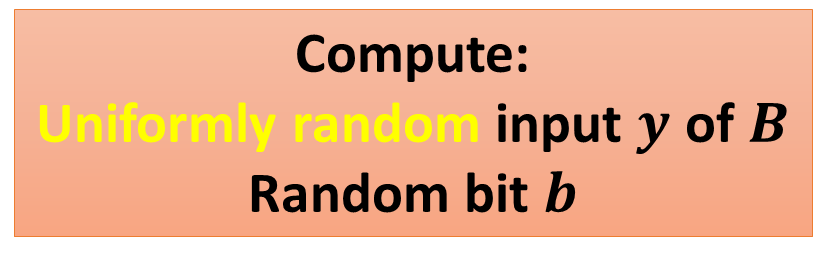 Compute:
Uniformly random input y of B
Random bit b